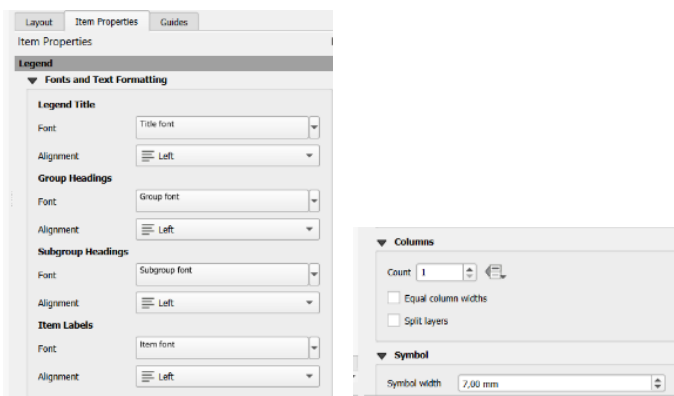 Layout Item Properties Guides
Item Properties
Legend
Fonts and Text Formatting
Legend Title
Font Title font
Alignment Left
Group Headings
Font Group font
Alignment Left
Subgroup Headings
Font Subgroup font
Alignment Left
Item Labels
Font Item font
Alignment Left
Columns
Count 1
Equal column widths
Split layers
Symbol
Symbol width 7,00 mm